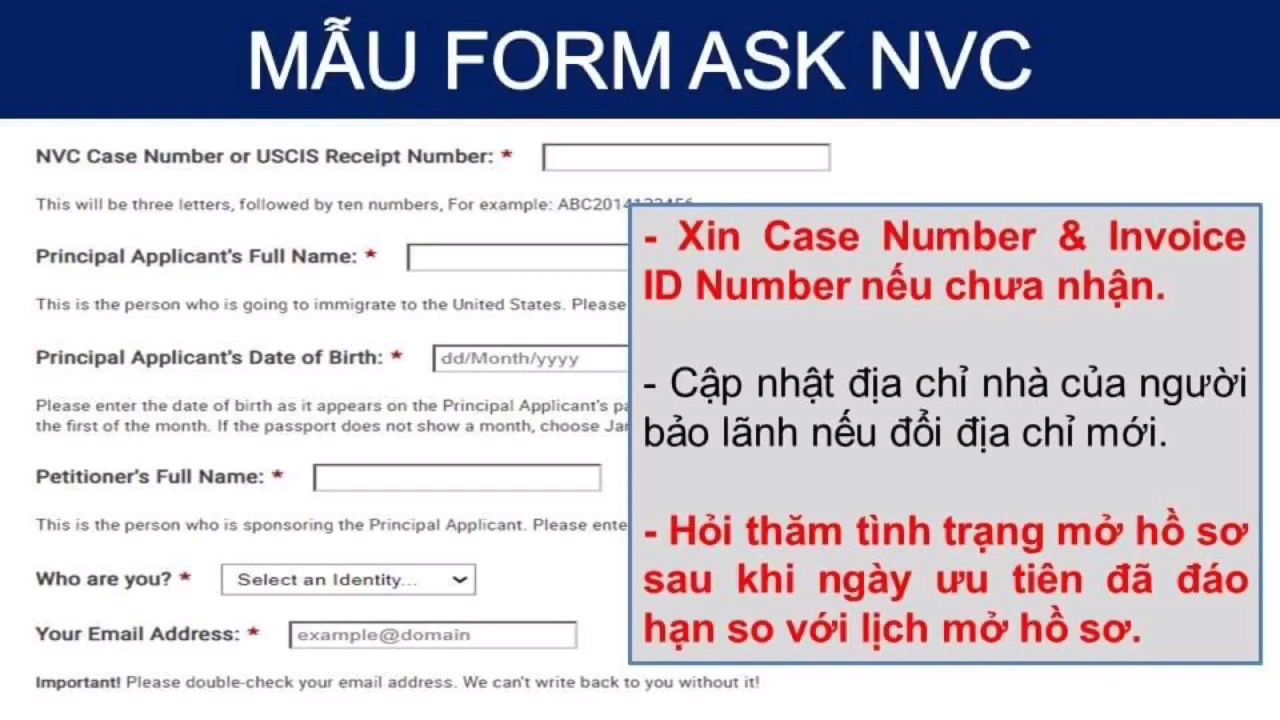 MẪU FORM ASK NVC
NVC Case Number or USCIS Receipt Number: *
This will be three letters, followed by ten numbers, For example: ABC2014123456
Principal Applicant's Full Name: *
This is the person who is going to immigrate to the United States. Please
Principal Applicant's Date of Birth: *
dd/Month/yyyy
Please enter the date of birth as it appears on the Principal Applicant's
the first of the month. If the passport does not show a month, choose
Petitioner's Full Name: *
This is the person who is sponsoring the Principal Applicant. Please
Who are you? *
Select an Identity...
Your Email Address: *
example@domain
Important! Please double-check your email address. We can't write back to you without it!
- Xin Case Number & Invoice
ID Number nếu chưa nhận.
- Cập nhật địa chỉ nhà của người
bảo lãnh nếu đổi địa chỉ mới.
- Hỏi thăm tình trạng mở hồ sơ
sau khi ngày ưu tiên đã đáo
hạn so với lịch mở hồ sơ.